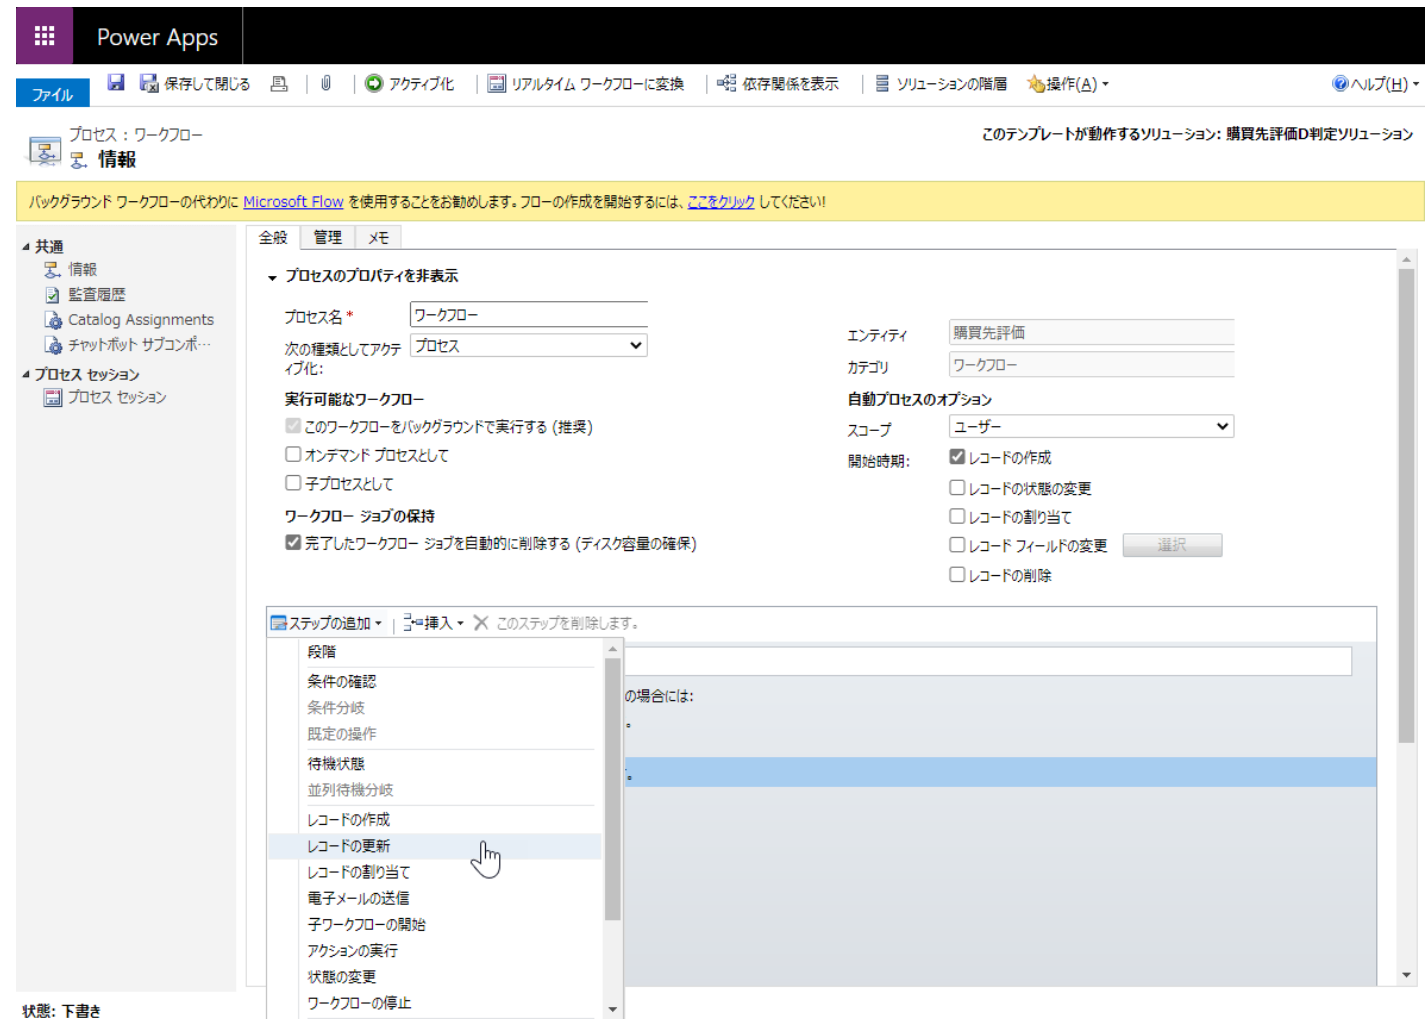 Power Apps
ファイル 保存して閉じる アクティブ化 リアルタイム ワークフローに変換 依存関係を表示 ソリューションの階層 操作(A) ヘルプ(H)
プロセス : ワークフロー
情報
このテンプレートが動作するソリューション: 購買先評価D判定ソリューション
バックグラウンド ワークフローの代わりに Microsoft Flow を使用することをお勧めします。フローの作成を開始するには、ここをクリック してください!
共通
情報
監査履歴
Catalog Assignments
チャットボット サブコンポ…
プロセス セッション
プロセス セッション
全般 管理 メモ
プロセスのプロパティを非表示
プロセス名 * ワークフロー
次の種類としてアクテ
ィブ化: プロセス
エンティティ 購買先評価
カテゴリ ワークフロー
実行可能なワークフロー
このワークフローをバックグラウンドで実行する (推奨)
オンデマンド プロセスとして
子プロセスとして
ワークフロー ジョブの保持
完了したワークフロー ジョブを自動的に削除する (ディスク容量の確保)
自動プロセスのオプション
スコープ ユーザー
開始時期: レコードの作成
レコードの状態の変更
レコードの割り当て
レコード フィールドの変更 選択
レコードの削除
ステップの追加 挿入 このステップを削除します。
段階
条件の確認
条件分岐
既定の操作
待機状態
並列待機分岐
レコードの作成
レコードの更新
レコードの割り当て
電子メールの送信
子ワークフローの開始
アクションの実行
状態の変更
ワークフローの停止
の場合には:
。
。
状態: 下書き